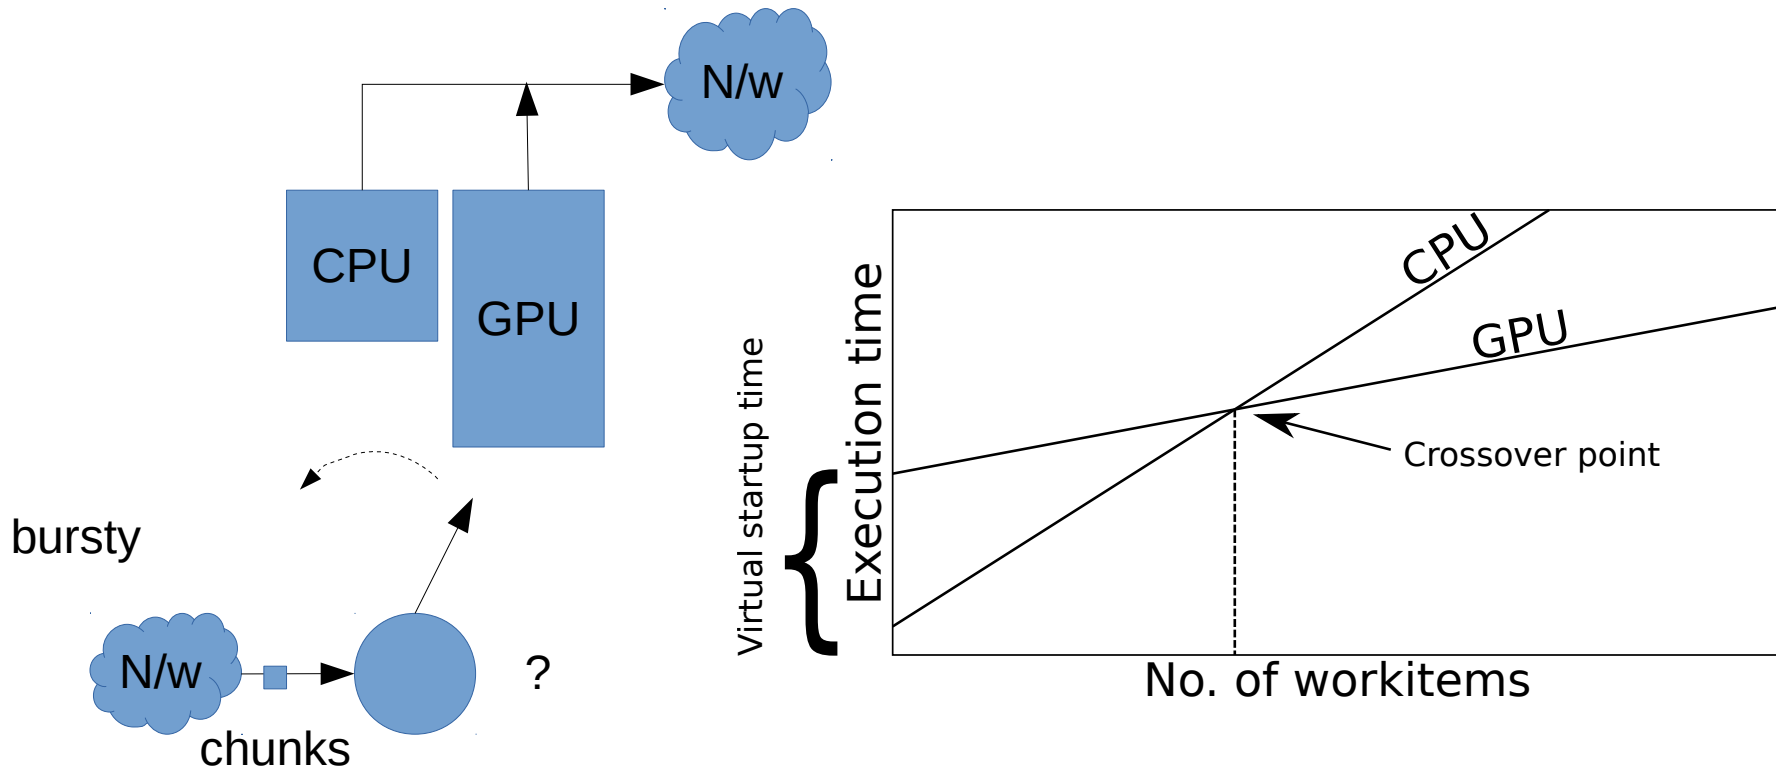 N/w
CPU
GPU
bursty
N/w
chunks
?
CPU
GPU
Crossover point
Virtual startup time
{
Execution time
No. of workitems